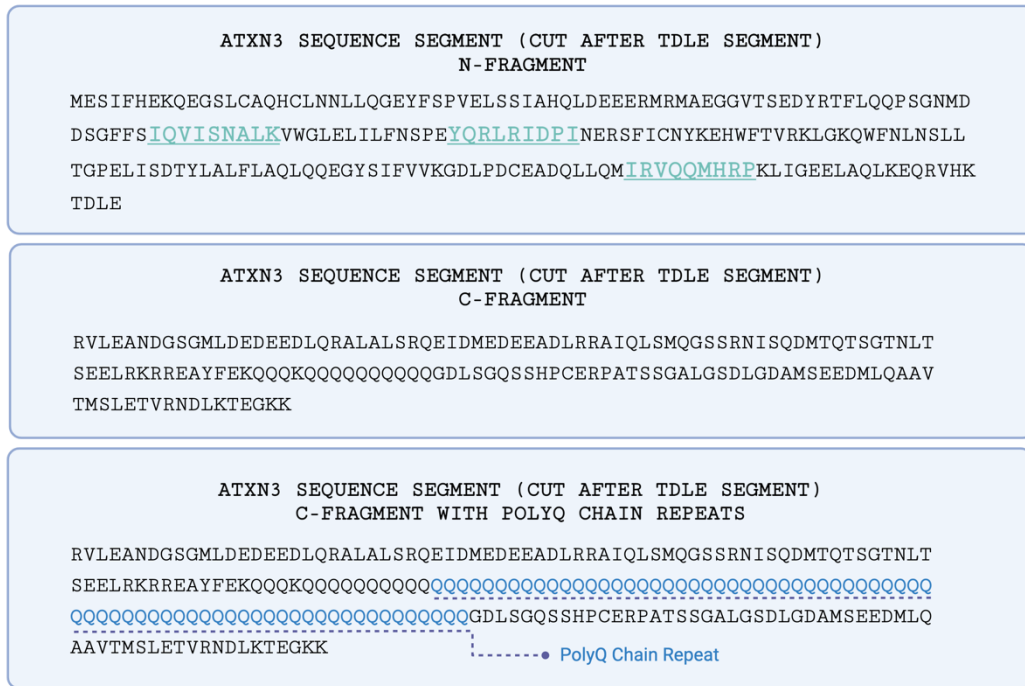 ATXN3 SEQUENCE SEGMENT (CUT AFTER TDLE SEGMENT)
N-FRAGMENT
MESIFHEKQEGSLCAQHCLNNLLQGEYFSPVELSSIAHQLDEEERMRMAEGGVTSEDYRTFLQQPSGNMD
DSGFFSIQVISNALKVWGLELILFNSPEYQRLRIDPINERSFICNYKEHWFTVRKLGKQWFNLNSLL
TGPELISDTYLALFLAQLQQEGYSIFVVKGDLPDCEADQLLQMIRVQQMHRPKLIGEELAQLKEQRVHK
TDLE
ATXN3 SEQUENCE SEGMENT (CUT AFTER TDLE SEGMENT)
C-FRAGMENT
RVLEANDGSGMLDEDEEDLQRALALSRQEIDMEDEEADLRRAIQLSMQGSSRNISQDMTQTSGTNLT
SEELRKRREAYFEKQQQKQQQQQQQQQQGDLSGQSSHPCERPATSSGALGSDLGDAMSEEDMLQAAV
TMSLETVRNDLKTEGKK
ATXN3 SEQUENCE SEGMENT (CUT AFTER TDLE SEGMENT)
C-FRAGMENT WITH POLYQ CHAIN REPEATS
RVLEANDGSGMLDEDEEDLQRALALSRQEIDMEDEEADLRRAIQLSMQGSSRNISQDMTQTSGTNLT
SEELRKRREAYFEKQQQKQQQQQQQQQQQQQQQQQQQQQQQQQQQQQQQQQQQQQQQQQQQQQQQQQ
QQQQQQQQQQQQQQQQQQQQQQQQQQQQQQQGDLSGQSSHPCERPATSSGALGSDLGDAMSEEDMLQ
AAVTMSLETVRNDLKTEGKK
PolyQ Chain Repeat